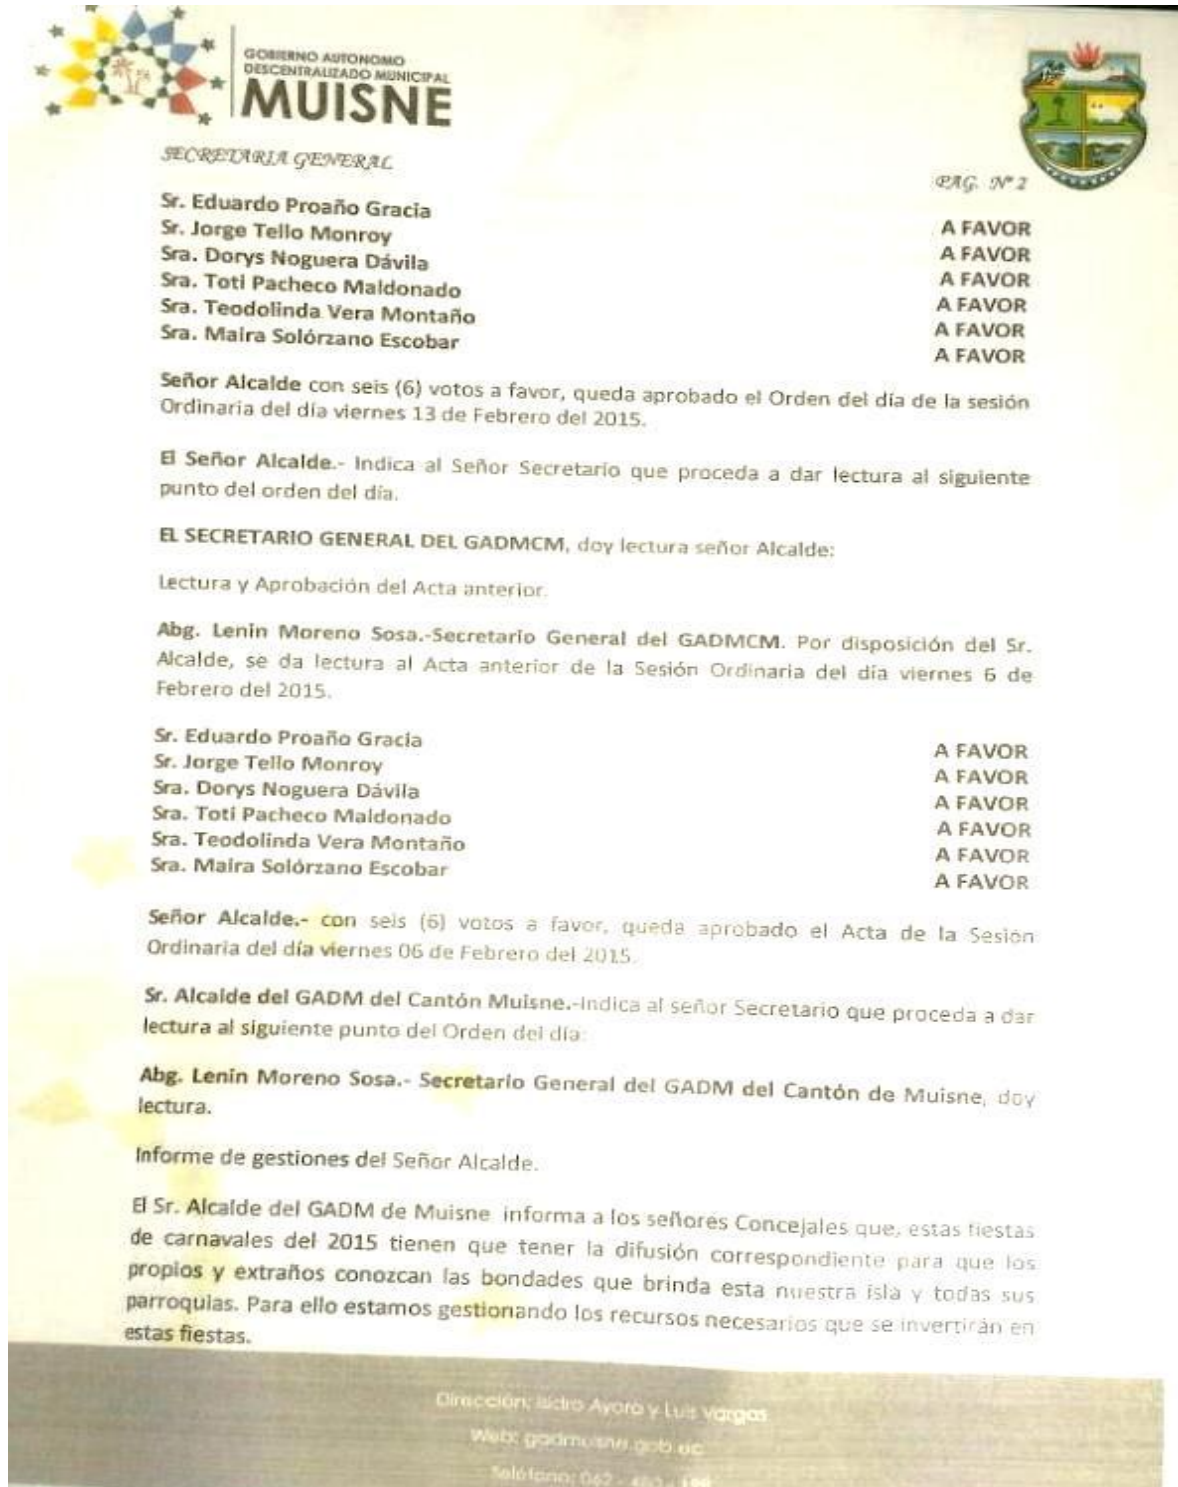 GOBIERNO AUTONOMO
DESCENTRALIZADO MUNICIPAL
MUISNE
SECRETARIA GENERAL
PAG. Nº 2
Sr. Eduardo Proaño Gracia A FAVOR
Sr. Jorge Tello Monroy A FAVOR
Sra. Dorys Noguera Dávila A FAVOR
Sra. Toti Pacheco Maldonado A FAVOR
Sra. Teodolinda Vera Montaño A FAVOR
Sra. Maira Solórzano Escobar A FAVOR
Señor Alcalde con seis (6) votos a favor, queda aprobado el Orden del día de la sesión
Ordinaria del día viernes 13 de Febrero del 2015.
El Señor Alcalde.- Indica al Señor Secretario que proceda a dar lectura al siguiente
punto del orden del día.
EL SECRETARIO GENERAL DEL GADMCM, doy lectura señor Alcalde:
Lectura y Aprobación del Acta anterior.
Abg. Lenin Moreno Sosa.-Secretario General del GADMCM. Por disposición del Sr.
Alcalde, se da lectura al Acta anterior de la Sesión Ordinaria del día viernes 6 de
Febrero del 2015.
Sr. Eduardo Proaño Gracia A FAVOR
Sr. Jorge Tello Monroy A FAVOR
Sra. Dorys Noguera Dávila A FAVOR
Sra. Toti Pacheco Maldonado A FAVOR
Sra. Teodolinda Vera Montaño A FAVOR
Sra. Maira Solórzano Escobar A FAVOR
Señor Alcalde.- con seis (6) votos a favor, queda aprobado el Acta de la Sesion
Ordinaria del día viernes 06 de Febrero del 2015.
Sr. Alcalde del GADM del Cantón Muisne.-Indica al señor Secretario que proceda a dar
lectura al siguiente punto del Orden del día:
Abg. Lenin Moreno Sosa.- Secretario General del GADM del Cantón de Muisne, doy
lectura.
Informe de gestiones del Señor Alcalde.
El Sr. Alcalde del GADM de Muisne informa a los señores Concejales que, estas fiestas
de carnavales del 2015 tienen que tener la difusión correspondiente para que los
propios y extraños conozcan las bondades que brinda esta nuestra isla y todas sus
parroquias. Para ello estamos gestionando los recursos necesarios que se invertirán en
estas fiestas.
Dirección: Isidro Ayora y Luis Vargas
Web: gadmuisne.gob.ec
Teléfono: 062 - 480 -